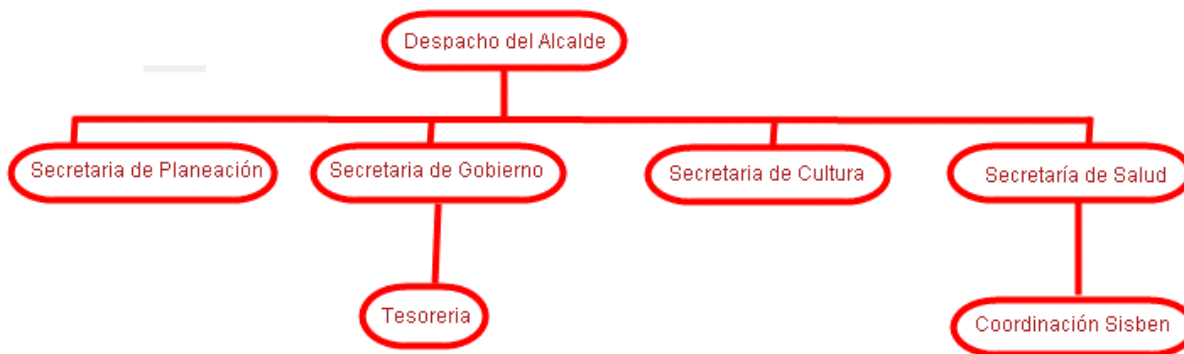 Despacho del Alcalde
Secretaria de Planeación
Secretaria de Gobierno
Secretaria de Cultura
Secretaría de Salud
Tesoreria
Coordinación Sisben